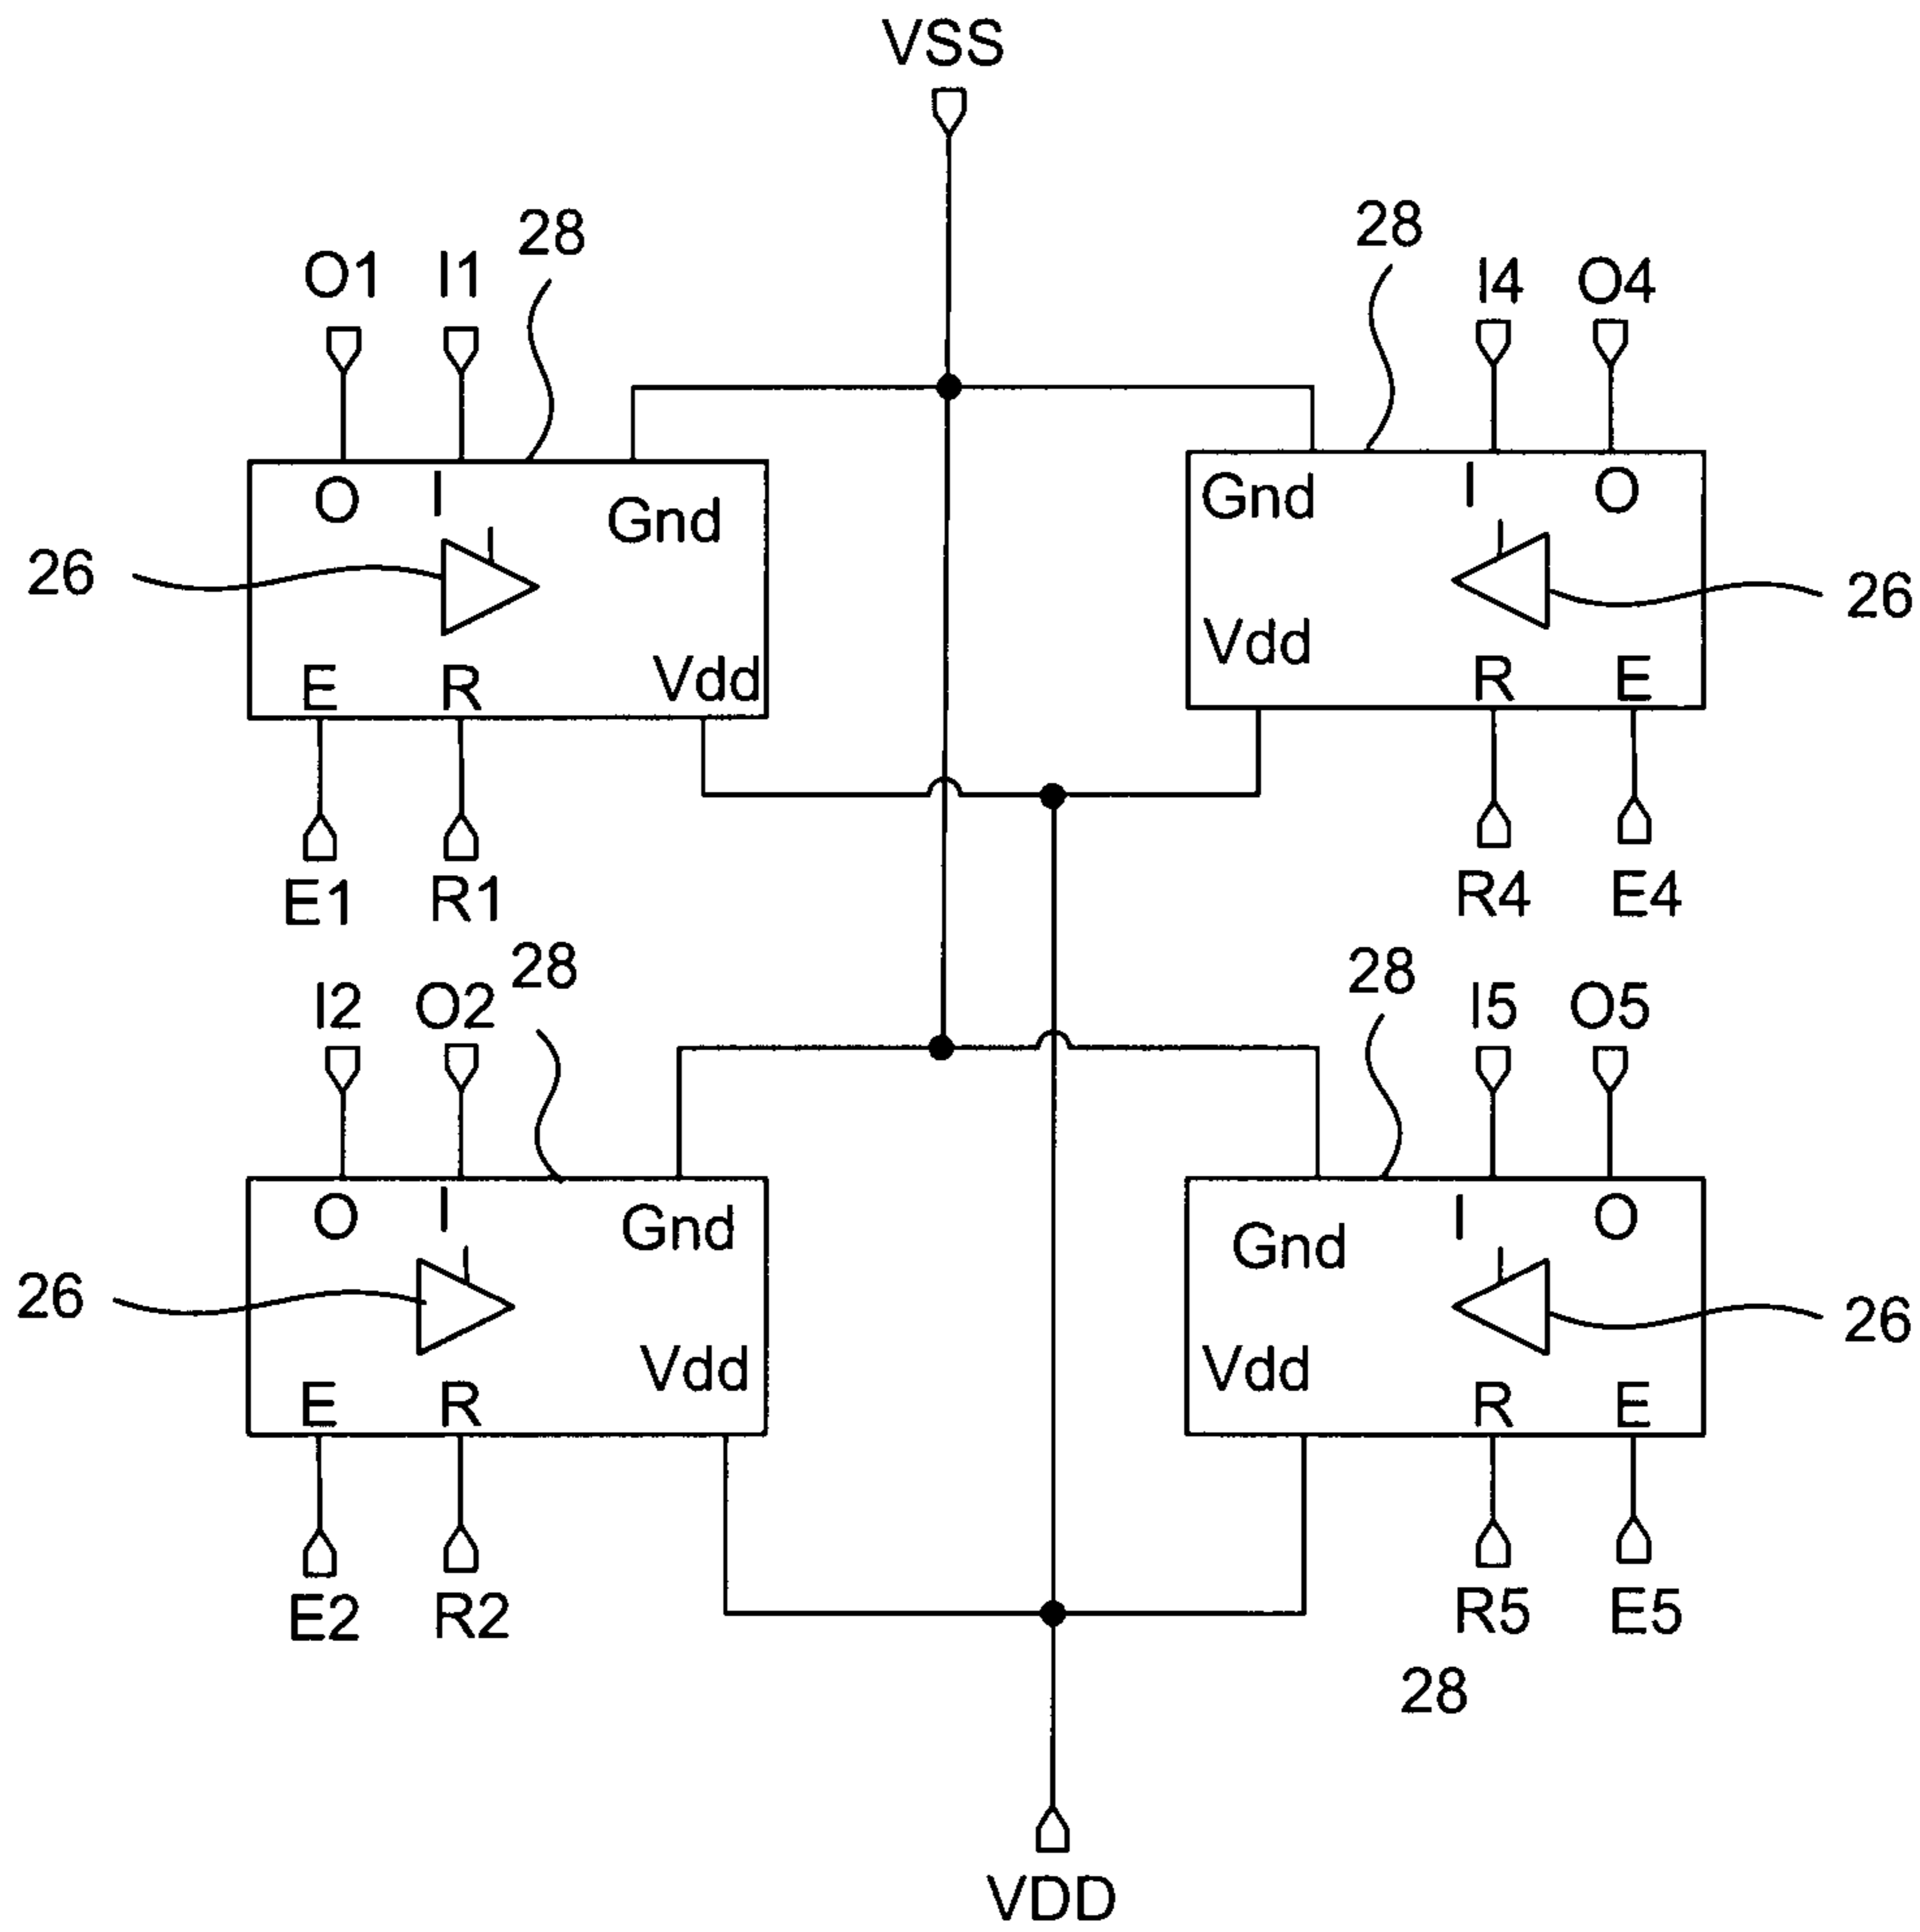 VSS
28
28
O1 I1
I4 O4
O I Gnd
Gnd I O
26
26
Vdd
E R Vdd
R E
E1 R1
R4 E4
28
28
I2 O2
I5 O5
O I Gnd
Gnd I O
26
26
Vdd
Vdd
E R
R E
E2 R2
R5 E5
28
VDD